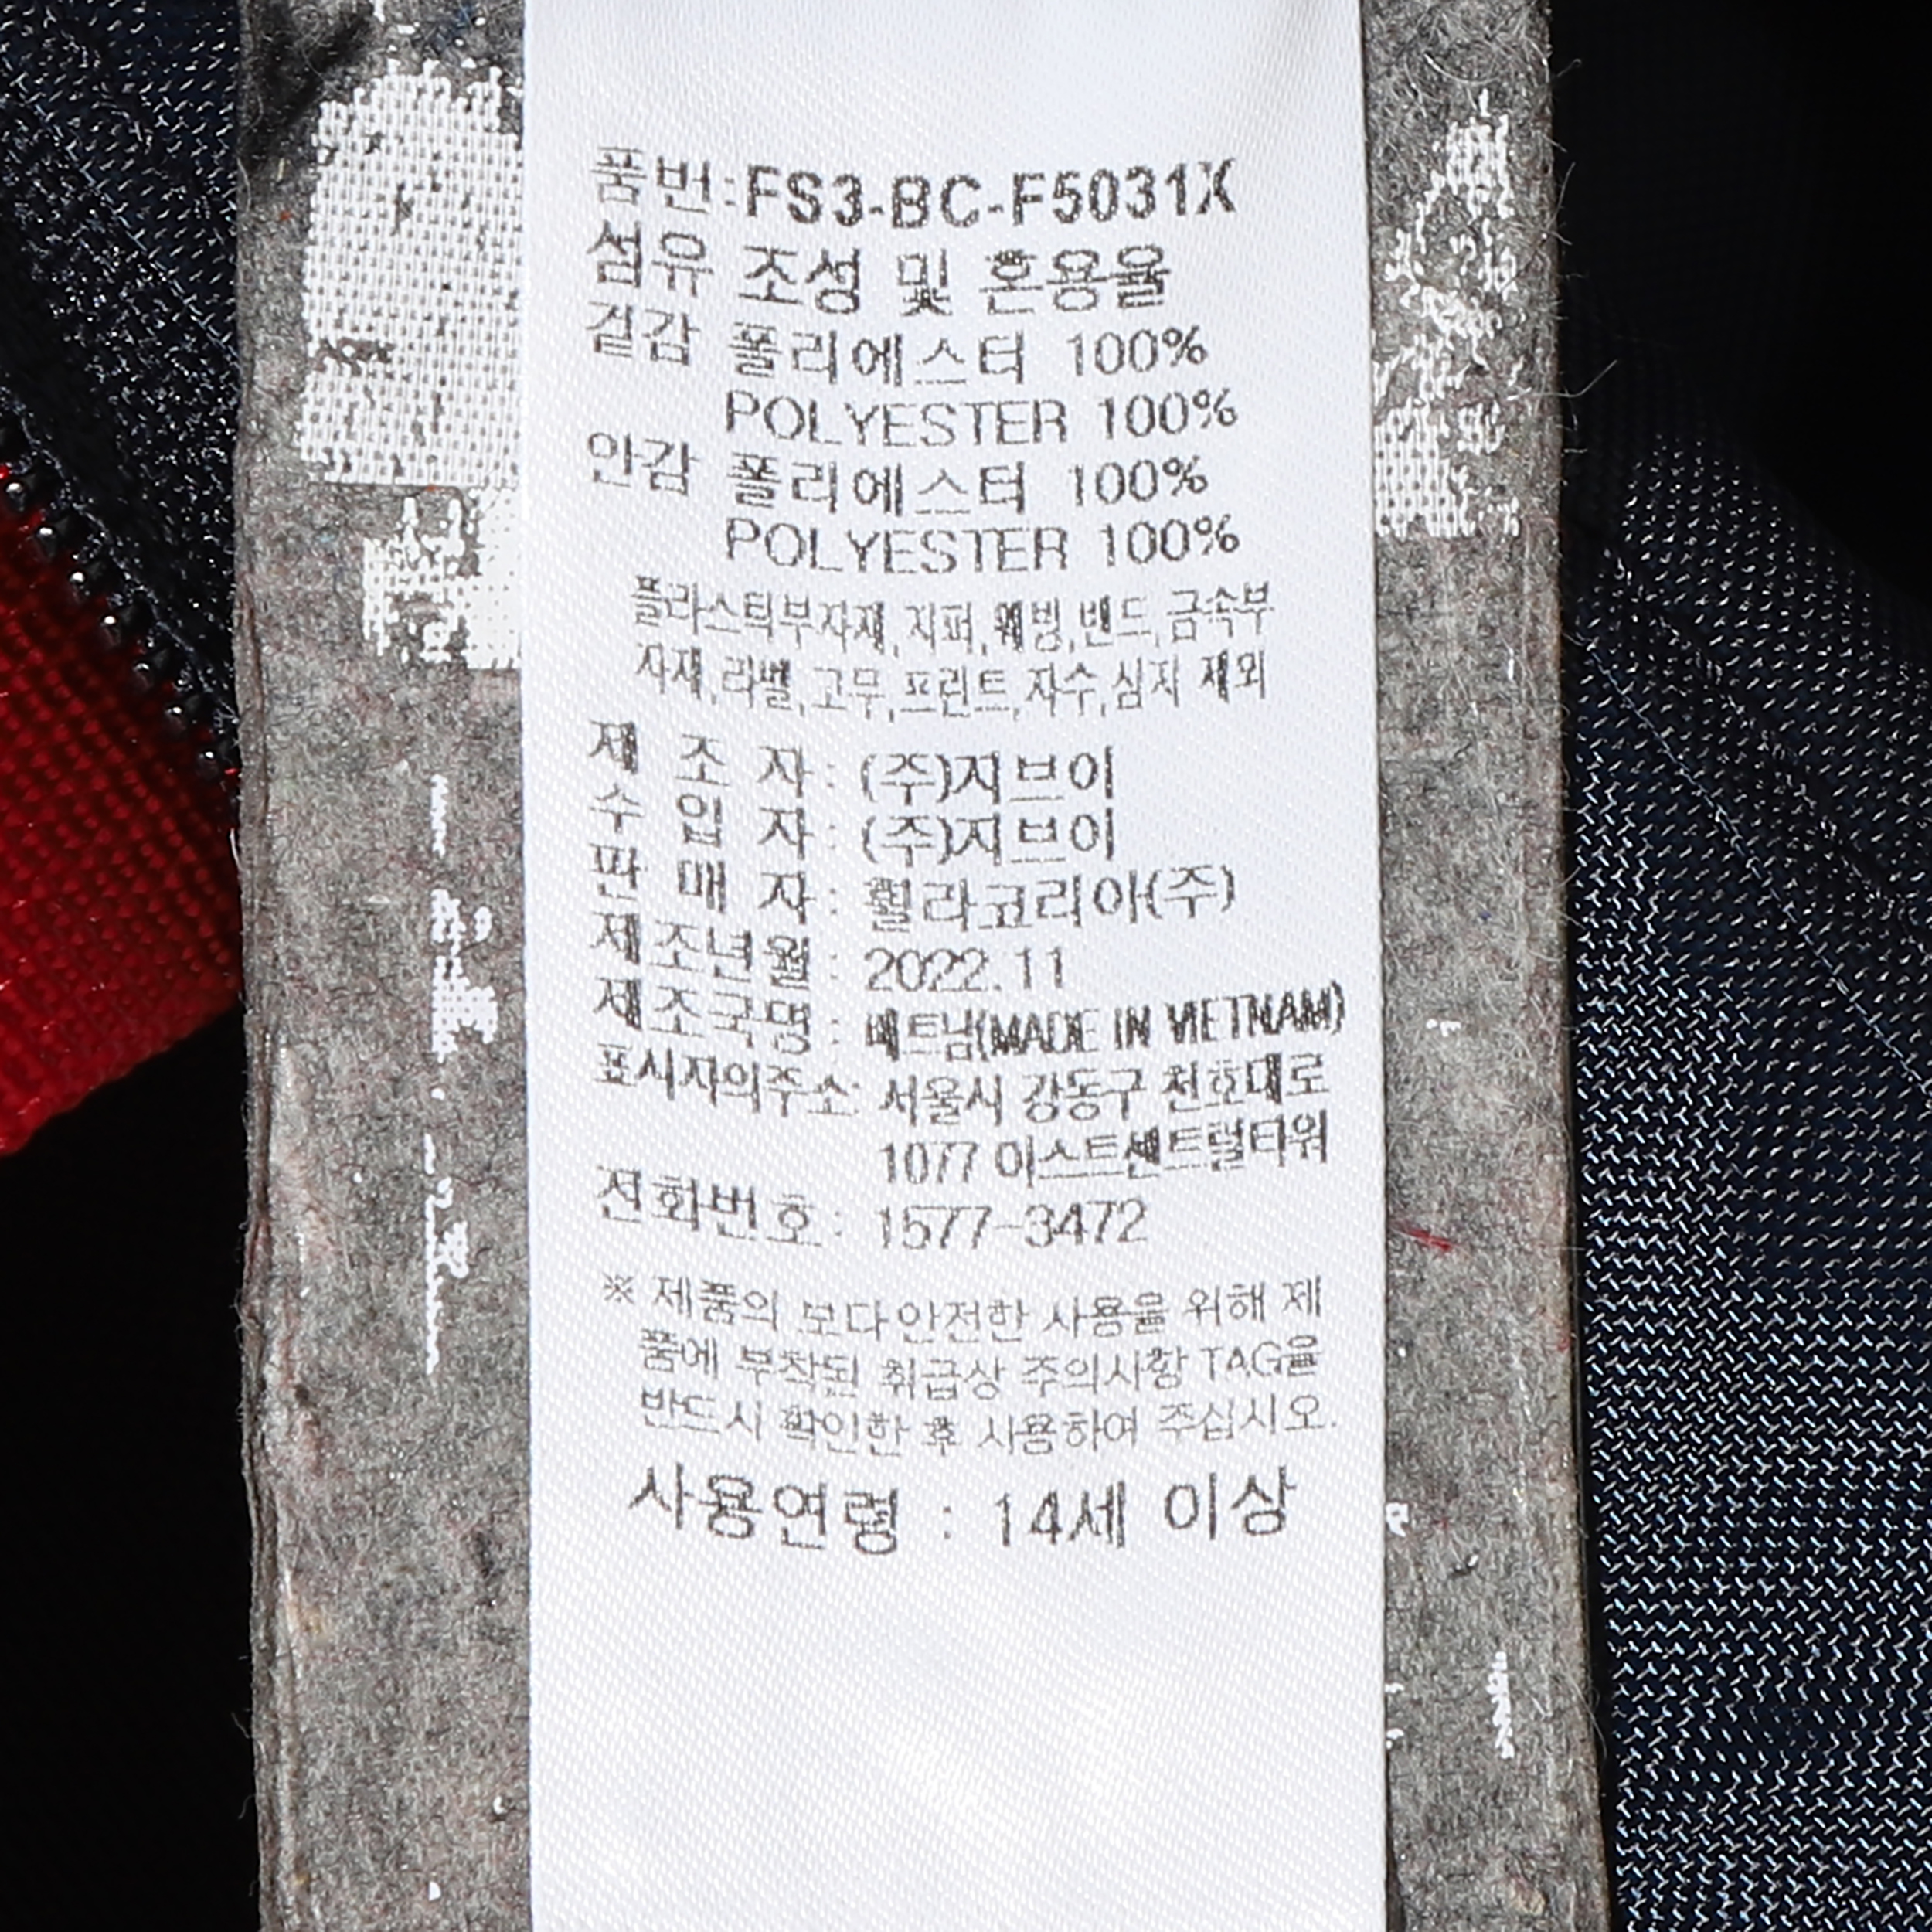 품번:FS3-BC-F5031X
섬유 조성 및 혼용율
겉감 폴리에스터 100%
POLYESTER 100%
안감 폴리에스터 100%
POLYESTER 100%
플라스틱부자재,지퍼,웨빙,밴드,금속부
자재,라벨,고무,프린트,자수,심지 제외
제 조 자 : (주)지브이
수 입 자 : (주)지브이
판 매 자 : 휠라코리아(주)
제조년월 : 2022.11
제조국명 : 베트남(MADE IN VIETNAM)
표시자의주소: 서울시 강동구 천호대로
1077 이스트센트럴타워
전화번호 : 1577-3472
※ 제품의 보다 안전한 사용을 위해 제
품에 부착된 취급상 주의사항 TAG을
반드시 확인한 후 사용하여 주십시오.
사용연령 : 14세 이상